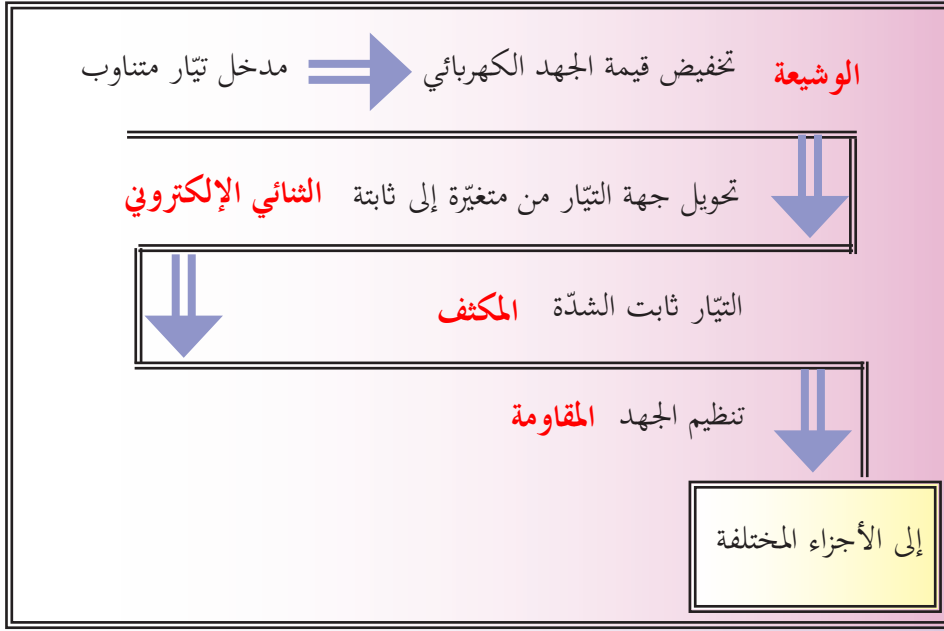 الوشيعة تخفيض قيمة الجهد الكهربائي مدخل تيّار متناوب
تحويل جهة التيّار من متغيّرة إلى ثابتة الثنائي الإلكتروني
التيّار ثابت الشدّة المكثف
تنظيم الجهد المقاومة
إلى الأجزاء المختلفة